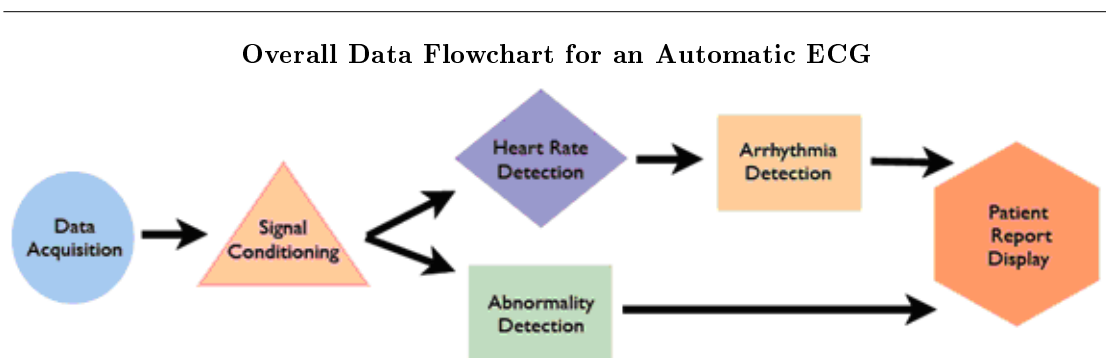 Overall Data Flowchart for an Automatic ECG
Data
Acquisition
Signal
Conditioning
Heart Rate
Detection
Arrhythmia
Detection
Abnormality
Detection
Patient
Report
Display